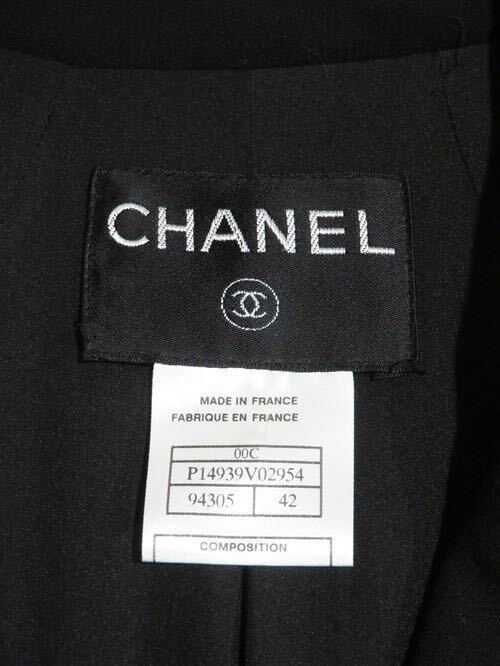 CHANEL
MADE IN FRANCE
FABRIQUE EN FRANCE
00C
P14939V02954
94305 42
COMPOSITION